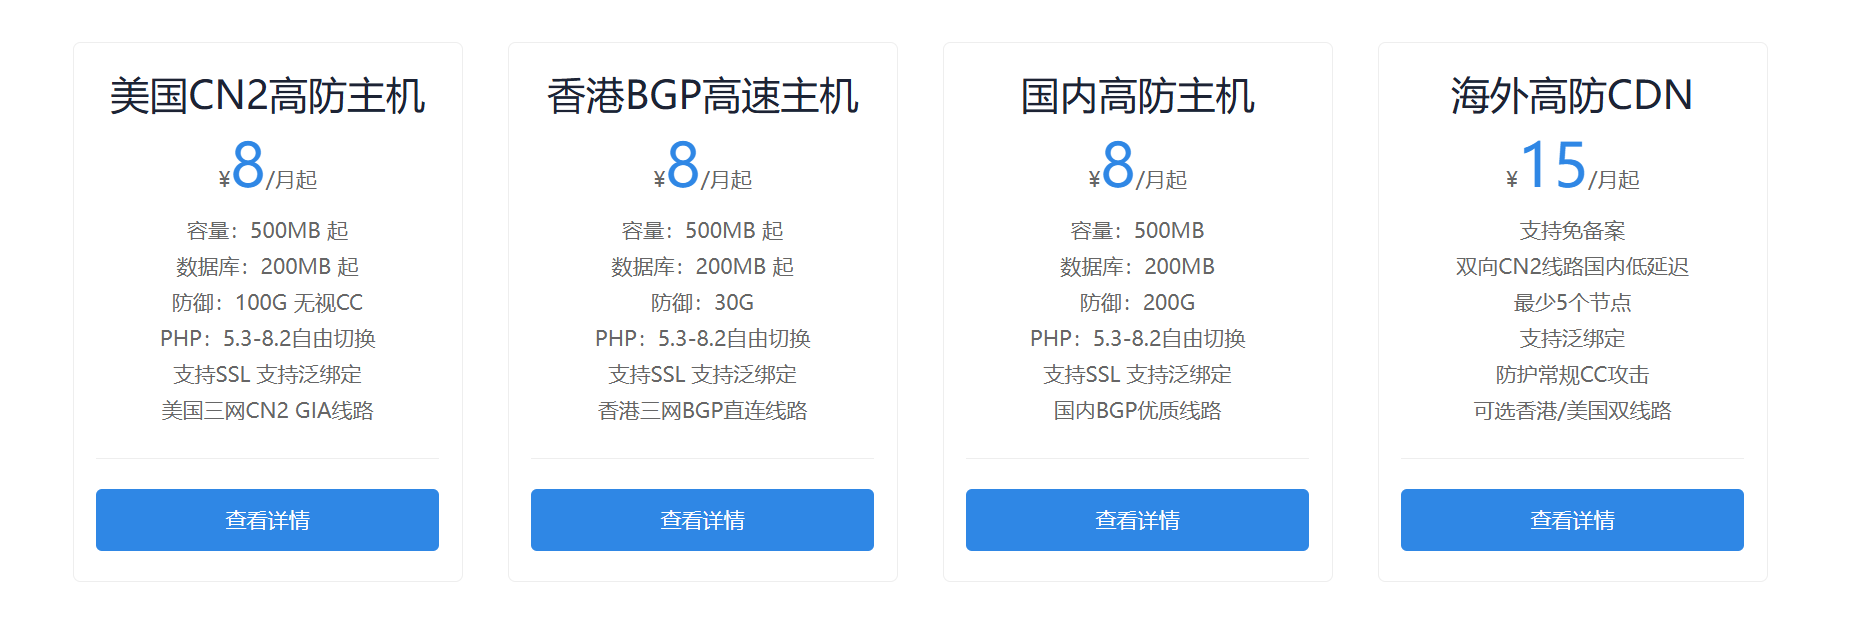 美国CN2高防主机
¥8/月起
容量：500MB 起
数据库：200MB 起
防御：100G 无视CC
PHP：5.3-8.2自由切换
支持SSL 支持泛绑定
美国三网CN2 GIA线路
查看详情
香港BGP高速主机
¥8/月起
容量：500MB 起
数据库：200MB 起
防御：30G
PHP：5.3-8.2自由切换
支持SSL 支持泛绑定
香港三网BGP直连线路
查看详情
国内高防主机
¥8/月起
容量：500MB
数据库：200MB
防御：200G
PHP：5.3-8.2自由切换
支持SSL 支持泛绑定
国内BGP优质线路
查看详情
海外高防CDN
¥15/月起
支持免备案
双向CN2线路国内低延迟
最少5个节点
支持泛绑定
防护常规CC攻击
可选香港/美国双线路
查看详情